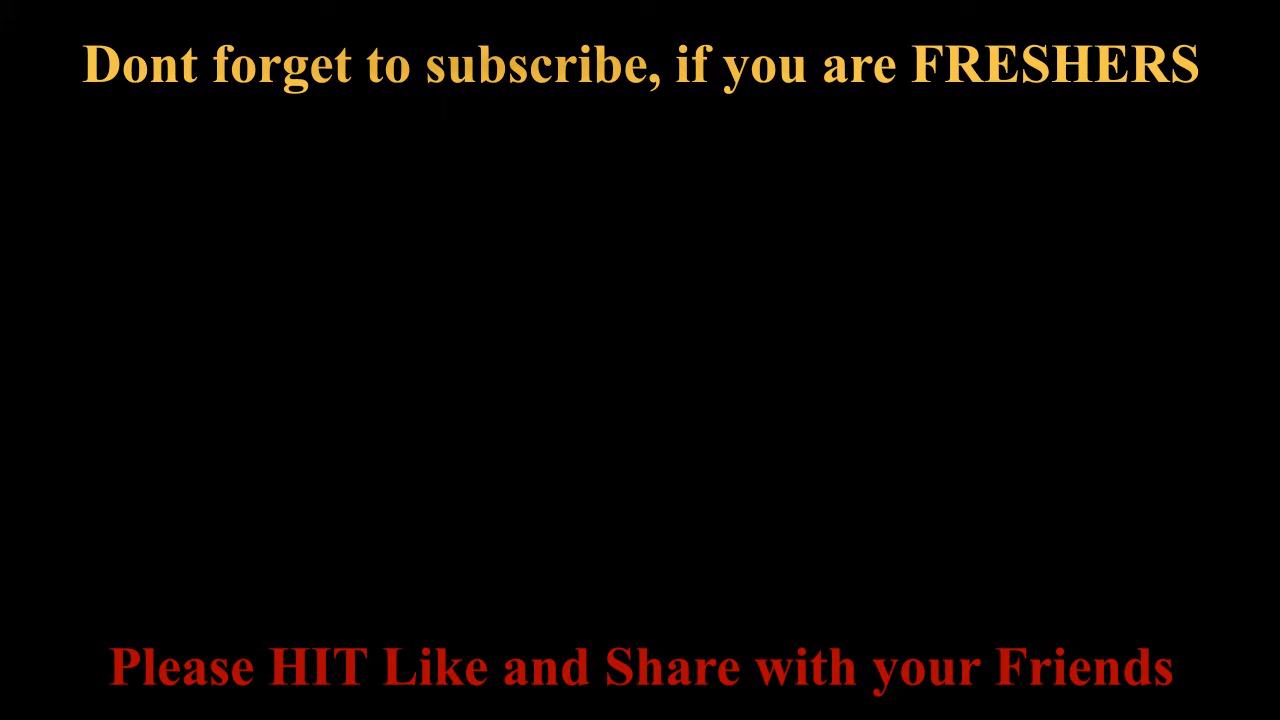 Dont forget to subscribe, if you are FRESHERS
Please HIT Like and Share with your Friends